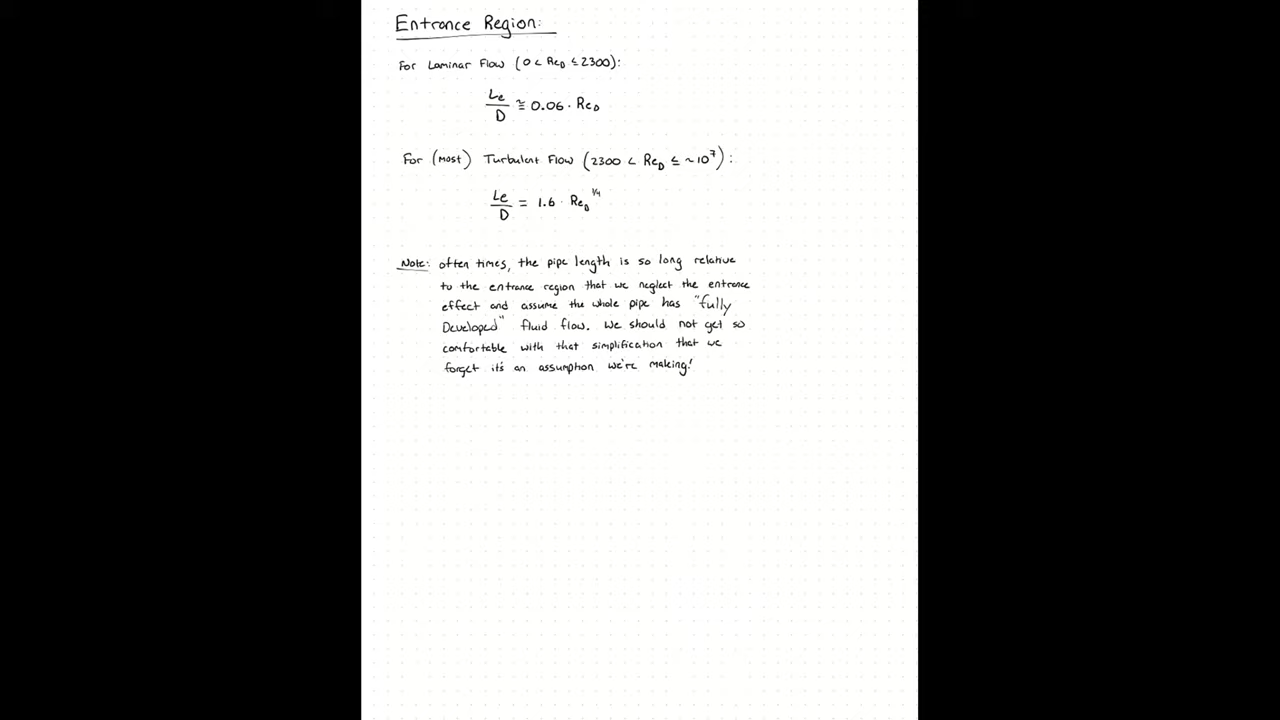 Entrance Region:
For Laminar Flow (0 < Re_D ≤ 2300):
Le/D ≅ 0.06 · Re_D
For (most) Turbulent Flow (2300 < Re_D ≤ ~10^7):
Le/D = 1.6 · Re_D^1/4
Note: often times, the pipe length is so long relative
to the entrance region that we neglect the entrance
effect and assume the whole pipe has "fully
Developed" fluid flow. We should not get so
comfortable with that simplification that we
forget it's an assumption we're making!